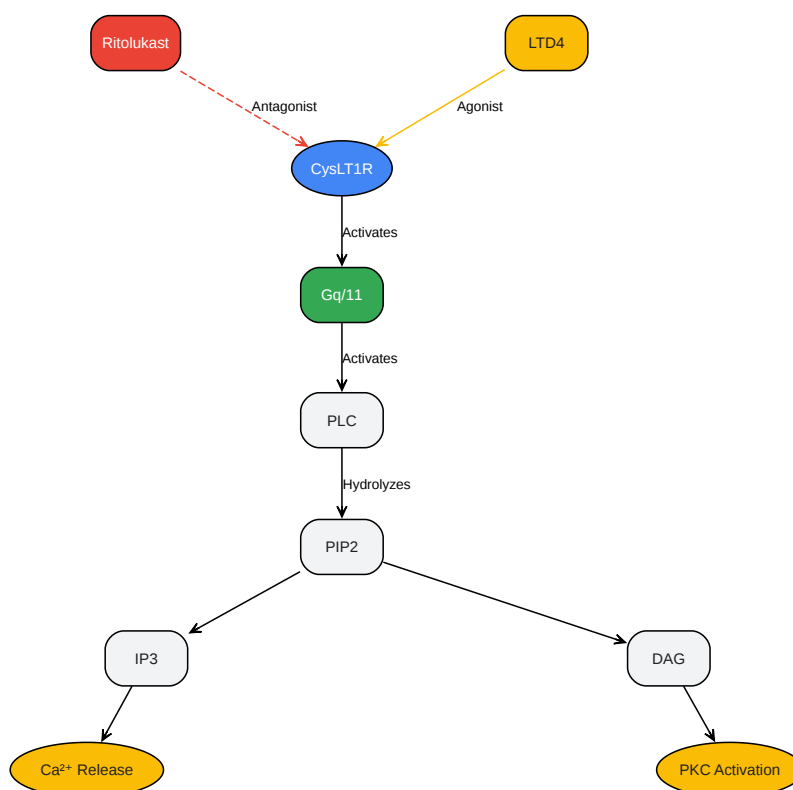 Ritolukast
LTD4
Antagonist
Agonist
CysLT1R
Activates
Gq/11
Activates
PLC
Hydrolyzes
PIP2
IP3
DAG
Ca²⁺ Release
PKC Activation